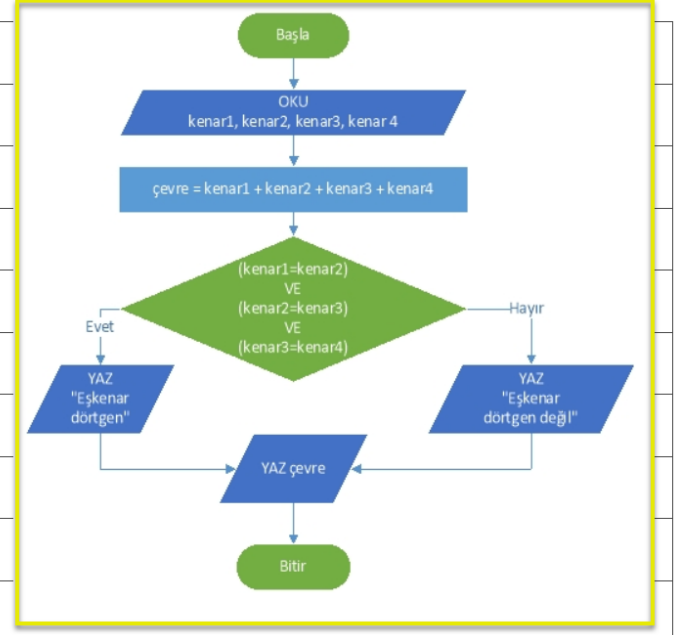 Başla
OKU
kenar1, kenar2, kenar3, kenar 4
çevre = kenar1 + kenar2 + kenar3 + kenar4
(kenar1=kenar2)
VE
(kenar2=kenar3)
VE
(kenar3=kenar4)
Evet
Hayır
YAZ
"Eşkenar
dörtgen"
YAZ
"Eşkenar
dörtgen değil"
YAZ çevre
Bitir